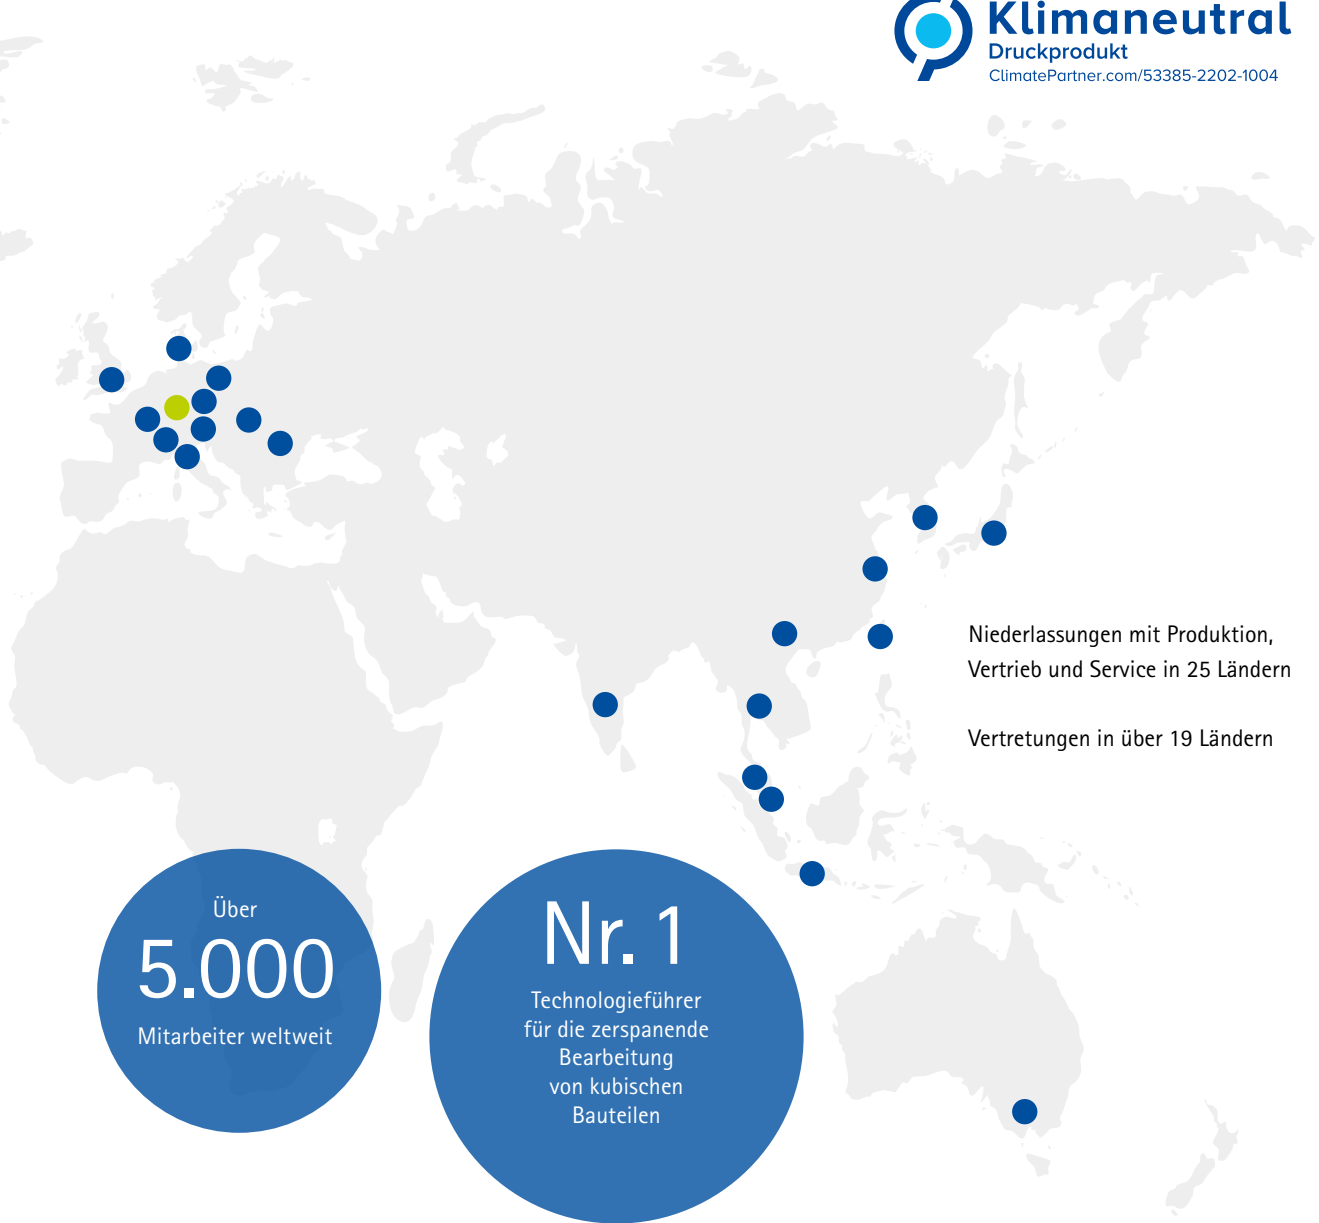 Klimaneutral
Druckprodukt
ClimatePartner.com/53385-2202-1004
Niederlassungen mit Produktion,
Vertrieb und Service in 25 Ländern
Vertretungen in über 19 Ländern
Über
5.000
Mitarbeiter weltweit
Nr. 1
Technologieführer
für die zerspanende
Bearbeitung
von kubischen
Bauteilen